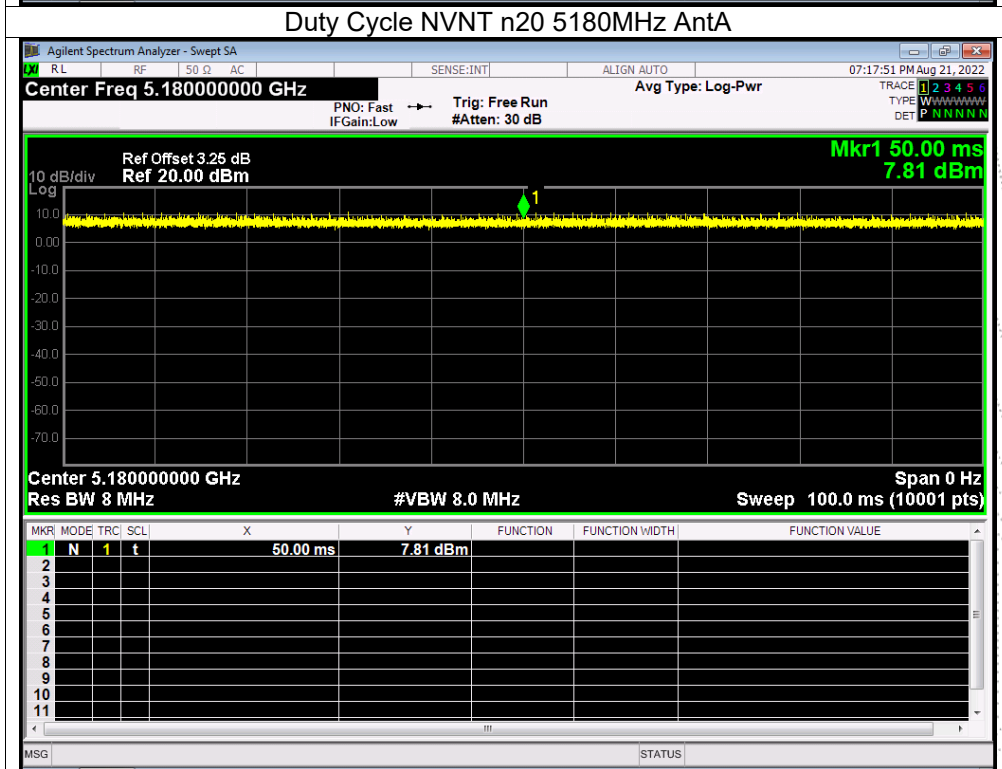 Duty Cycle NVNT n20 5180MHz AntA
Agilent Spectrum Analyzer - Swept SA
LXI RL RF 50 Ω AC SENSE:INT ALIGN AUTO 07:17:51 PM Aug 21, 2022
Center Freq 5.180000000 GHz Avg Type: Log-Pwr TRACE 1 2 3 4 5 6
PNO: Fast Trig: Free Run TYPE WWWWWW
IFGain:Low #Atten: 30 dB DET P N N N N N
Mkr1 50.00 ms
7.81 dBm
Ref Offset 3.25 dB
10 dB/div Ref 20.00 dBm
Log
1
10.0
0.00
-10.0
-20.0
-30.0
-40.0
-50.0
-60.0
-70.0
Center 5.180000000 GHz Span 0 Hz
Res BW 8 MHz #VBW 8.0 MHz Sweep 100.0 ms (10001 pts)
MKR MODE TRC SCL X Y FUNCTION FUNCTION WIDTH FUNCTION VALUE
1 N 1 t 50.00 ms 7.81 dBm
2
3
4
5
6
7
8
9
10
11
MSG STATUS